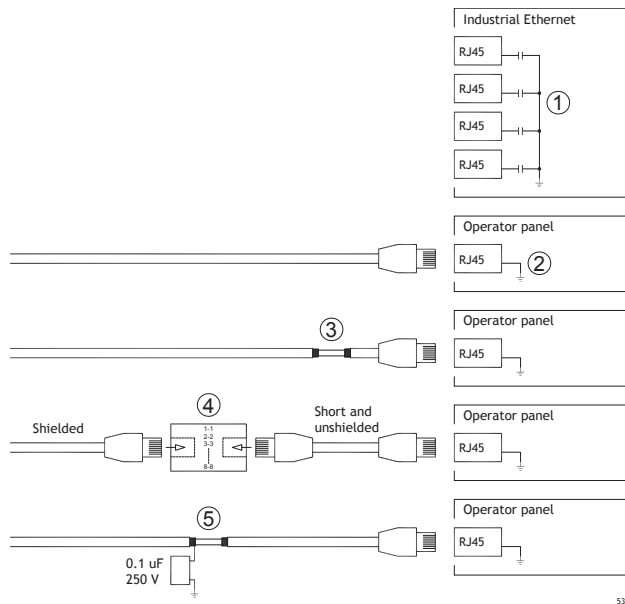 Industrial Ethernet
RJ45
RJ45
1
RJ45
RJ45
Operator panel
RJ45
2
Operator panel
3
RJ45
4
Operator panel
Shielded
1-1
2-2
3-3
8-8
Short and
unshielded
RJ45
5
Operator panel
RJ45
0.1 uF
250 V
53